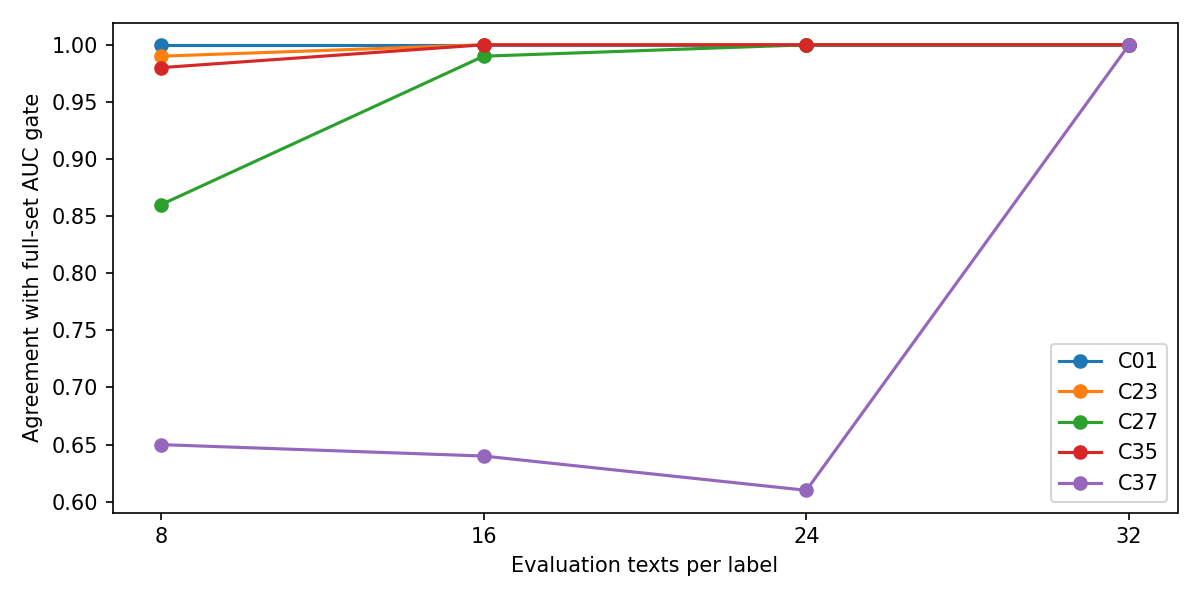 Agreement with full-set AUC gate
1.00
0.95
0.90
0.85
0.80
0.75
0.70
0.65
0.60
C01
C23
C27
C35
C37
8 16 24 32
Evaluation texts per label